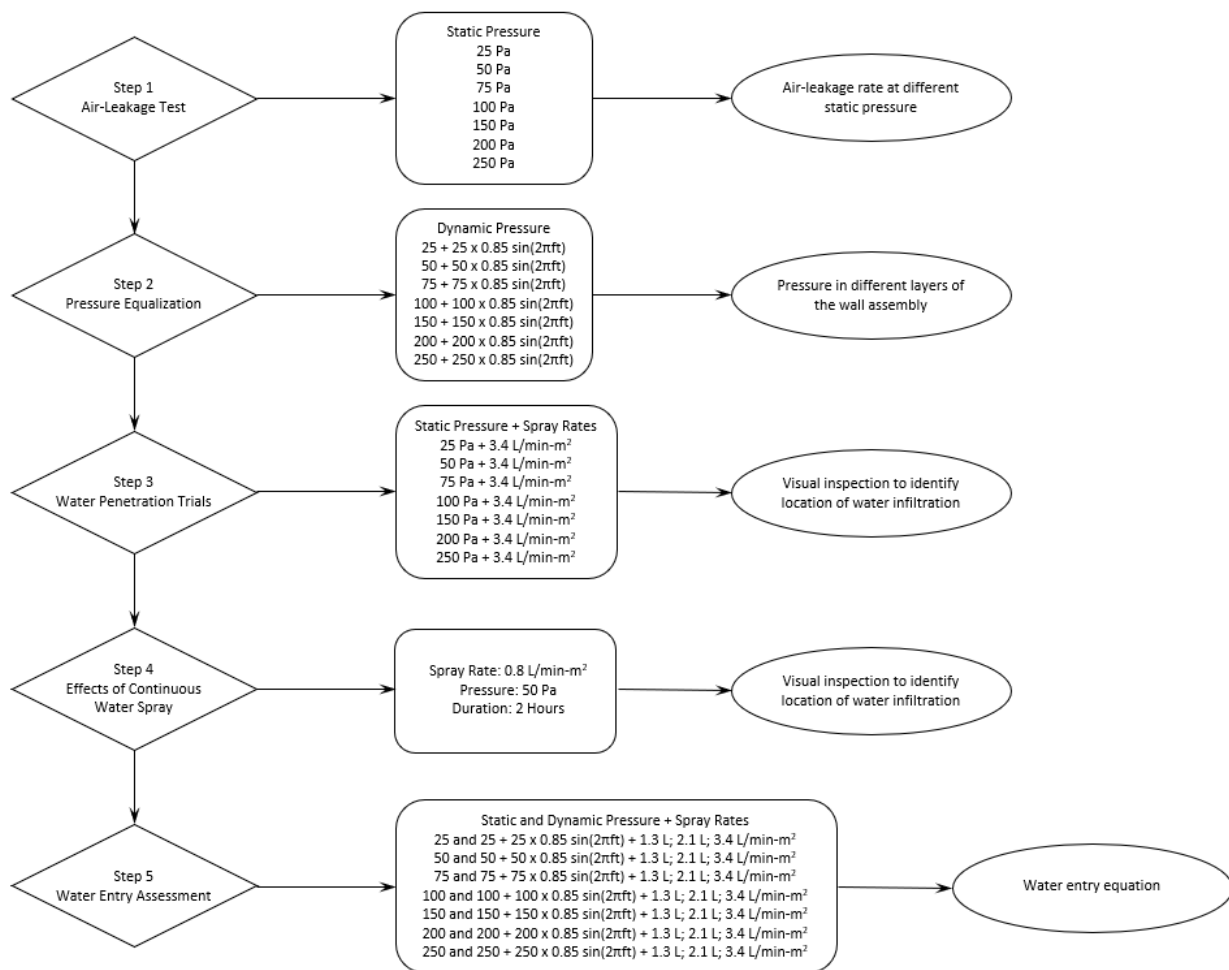 Step 1
Air-Leakage Test
Static Pressure
25 Pa
50 Pa
75 Pa
100 Pa
150 Pa
200 Pa
250 Pa
Air-leakage rate at different
static pressure
Step 2
Pressure Equalization
Dynamic Pressure
25 + 25 x 0.85 sin(2πft)
50 + 50 x 0.85 sin(2πft)
75 + 75 x 0.85 sin(2πft)
100 + 100 x 0.85 sin(2πft)
150 + 150 x 0.85 sin(2πft)
200 + 200 x 0.85 sin(2πft)
250 + 250 x 0.85 sin(2πft)
Pressure in different layers of
the wall assembly
Step 3
Water Penetration Trials
Static Pressure + Spray Rates
25 Pa + 3.4 L/min-m²
50 Pa + 3.4 L/min-m²
75 Pa + 3.4 L/min-m²
100 Pa + 3.4 L/min-m²
150 Pa + 3.4 L/min-m²
200 Pa + 3.4 L/min-m²
250 Pa + 3.4 L/min-m²
Visual inspection to identify
location of water infiltration
Step 4
Effects of Continuous
Water Spray
Spray Rate: 0.8 L/min-m²
Pressure: 50 Pa
Duration: 2 Hours
Visual inspection to identify
location of water infiltration
Step 5
Water Entry Assessment
Static and Dynamic Pressure + Spray Rates
25 and 25 + 25 x 0.85 sin(2πft) + 1.3 L; 2.1 L; 3.4 L/min-m²
50 and 50 + 50 x 0.85 sin(2πft) + 1.3 L; 2.1 L; 3.4 L/min-m²
75 and 75 + 75 x 0.85 sin(2πft) + 1.3 L; 2.1 L; 3.4 L/min-m²
100 and 100 + 100 x 0.85 sin(2πft) + 1.3 L; 2.1 L; 3.4 L/min-m²
150 and 150 + 150 x 0.85 sin(2πft) + 1.3 L; 2.1 L; 3.4 L/min-m²
200 and 200 + 200 x 0.85 sin(2πft) + 1.3 L; 2.1 L; 3.4 L/min-m²
250 and 250 + 250 x 0.85 sin(2πft) + 1.3 L; 2.1 L; 3.4 L/min-m²
Water entry equation